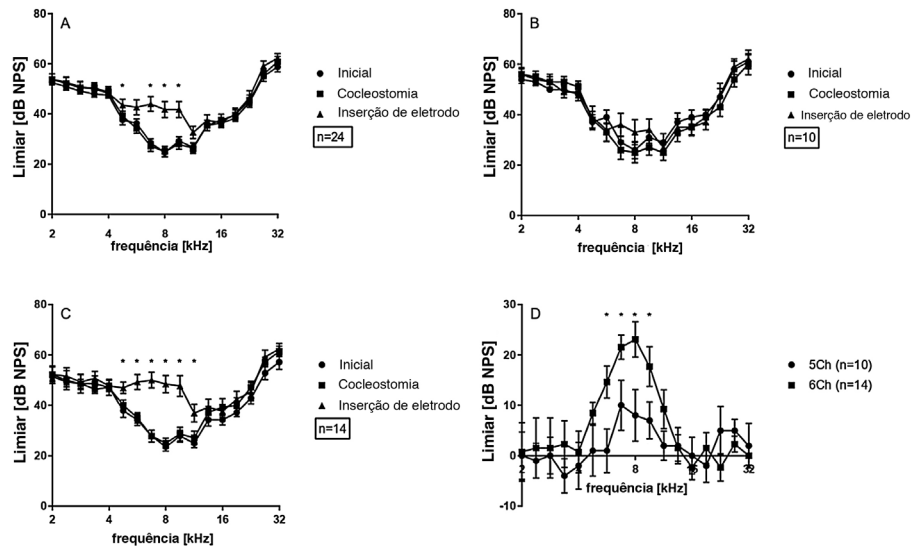 A
Limiar [dB NPS]
80
60
40
20
0
2
4
8
16
32
frequência [kHz]
* * * *
Inicial
Cocleostomia
Inserção de eletrodo
n=24
B
Limiar [dB NPS]
80
60
40
20
0
2
4
8
16
32
frequência [kHz]
Inicial
Cocleostomia
Inserção de eletrodo
n=10
C
Limiar [dB NPS]
80
60
40
20
0
2
4
8
16
32
frequência [kHz]
* * * * * *
Inicial
Cocleostomia
Inserção de eletrodo
n=14
D
Limiar [dB NPS]
30
20
10
0
-10
2
4
8
16
32
frequência [kHz]
* * * *
5Ch (n=10)
6Ch (n=14)